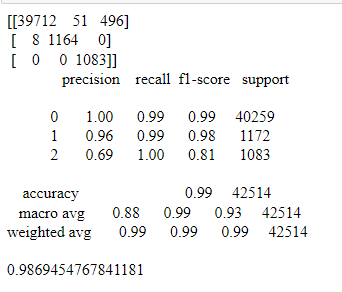 [[39712 51 496]
[ 8 1164 0]
[ 0 0 1083]]
precision recall f1-score support
0 1.00 0.99 0.99 40259
1 0.96 0.99 0.98 1172
2 0.69 1.00 0.81 1083
accuracy 0.99 42514
macro avg 0.88 0.99 0.93 42514
weighted avg 0.99 0.99 0.99 42514
0.9869454767841181